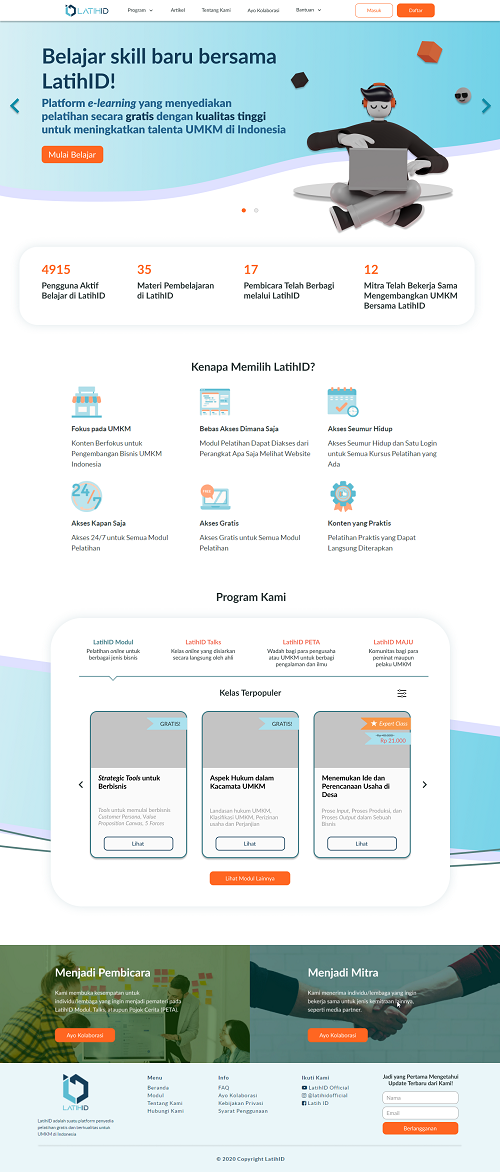 LATIHID
Program
Artikel
Tentang Kami
Ayo Kolaborasi
Bantuan
Masuk
Daftar
Belajar skill baru bersama
LatihID!
Platform e-learning yang menyediakan
pelatihan secara gratis dengan kualitas tinggi
untuk meningkatkan talenta UMKM di Indonesia
Mulai Belajar
4915
Pengguna Aktif
Belajar di LatihID
35
Materi Pembelajaran
di LatihID
17
Pembicara Telah Berbagi
melalui LatihID
12
Mitra Telah Bekerja Sama
Mengembangkan UMKM
Bersama LatihID
Kenapa Memilih LatihID?
Fokus pada UMKM
Konten Berfokus untuk
Pengembangan Bisnis UMKM
Indonesia
Bebas Akses Dimana Saja
Modul Pelatihan Dapat Diakses dari
Perangkat Apa Saja Melihat Website
Akses Seumur Hidup
Akses Seumur Hidup dan Satu Login
untuk Semua Kursus Pelatihan yang
Ada
24/7
Akses Kapan Saja
Akses 24/7 untuk Semua Modul
Pelatihan
Akses Gratis
Akses Gratis untuk Semua Modul
Pelatihan
Konten yang Praktis
Pelatihan Praktis yang Dapat
Langsung Diterapkan
Program Kami
LatihID Modul
Pelatihan online untuk
berbagai jenis bisnis
LatihID Talks
Kelas online yang disiarkan
secara langsung oleh ahli
LatihID PETA
Wadah bagi para pengusaha
atau UMKM untuk berbagi
pengalaman dan ilmu
LatihID MAJU
Komunitas bagi para
peminat maupun
pelaku UMKM
Kelas Terpopuler
GRATIS!
Strategic Tools untuk
Berbisnis
Tools untuk memulai berbisnis
Customer Persona, Value
Proposition Canvas, 5 Forces
Lihat
GRATIS!
Aspek Hukum dalam
Kacamata UMKM
Landasan hukum UMKM,
Klasifikasi UMKM, Perizinan
usaha dan Perjanjian
Lihat
Expert Class
Rp 21.000
Menemukan Ide dan
Perencanaan Usaha di
Desa
Prose Input, Proses Produksi, dan
Proses Output dalam Sebuah
Bisnis
Lihat
Lihat Modul Lainnya
Menjadi Pembicara
Kami membuka kesempatan untuk
individu/lembaga yang ingin menjadi pemateri pada
LatihID Modul, Talks, ataupun Pojok Cerita (PETA).
Ayo Kolaborasi
Menjadi Mitra
Kami menerima individu/lembaga yang ingin
bekerja sama untuk jenis kemitraan lainnya,
seperti media partner.
Ayo Kolaborasi
LATIHID
LatihID adalah suatu platform penyedia
pelatihan gratis dan berkualitas untuk
UMKM di Indonesia
Menu
Beranda
Modul
Tentang Kami
Hubungi Kami
Info
FAQ
Ayo Kolaborasi
Kebijakan Privasi
Syarat Penggunaan
Ikuti Kami
LatihID Official
@latihidofficial
Latih ID
Jadi yang Pertama Mengetahui
Update Terbaru dari Kami!
Name
Email
Berlangganan
© 2020 Copyright LatihID